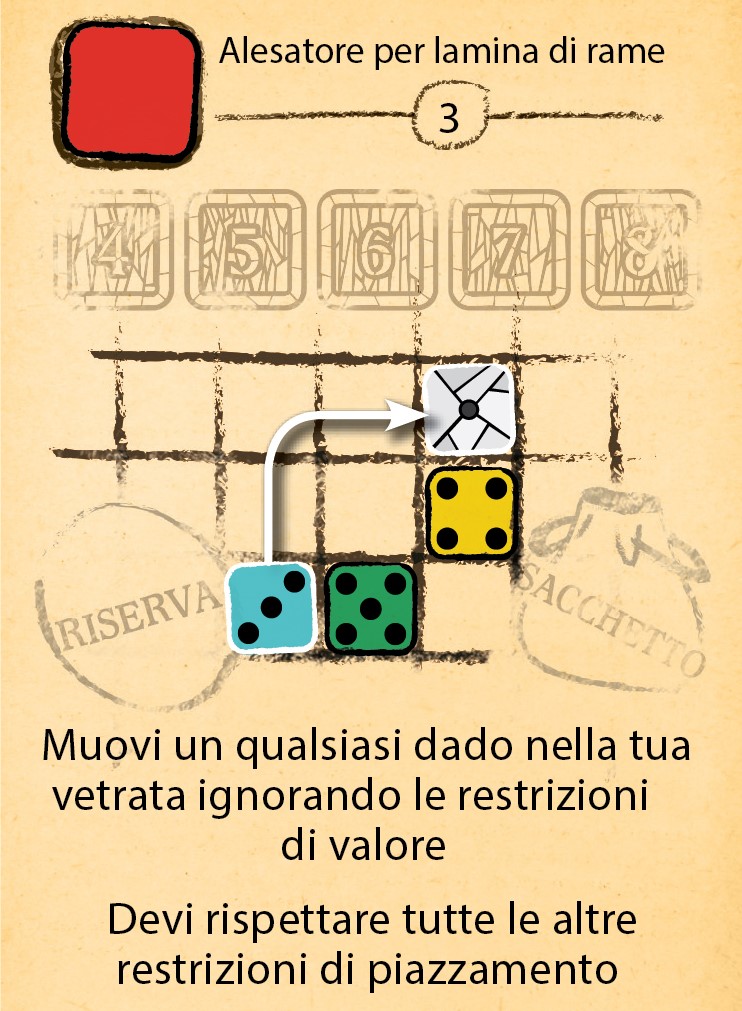 Alesatore per lamina di rame
3
4 5 6 7 8
RISERVA
SACCHETTO
Muovi un qualsiasi dado nella tua
vetrata ignorando le restrizioni
di valore
Devi rispettare tutte le altre
restrizioni di piazzamento